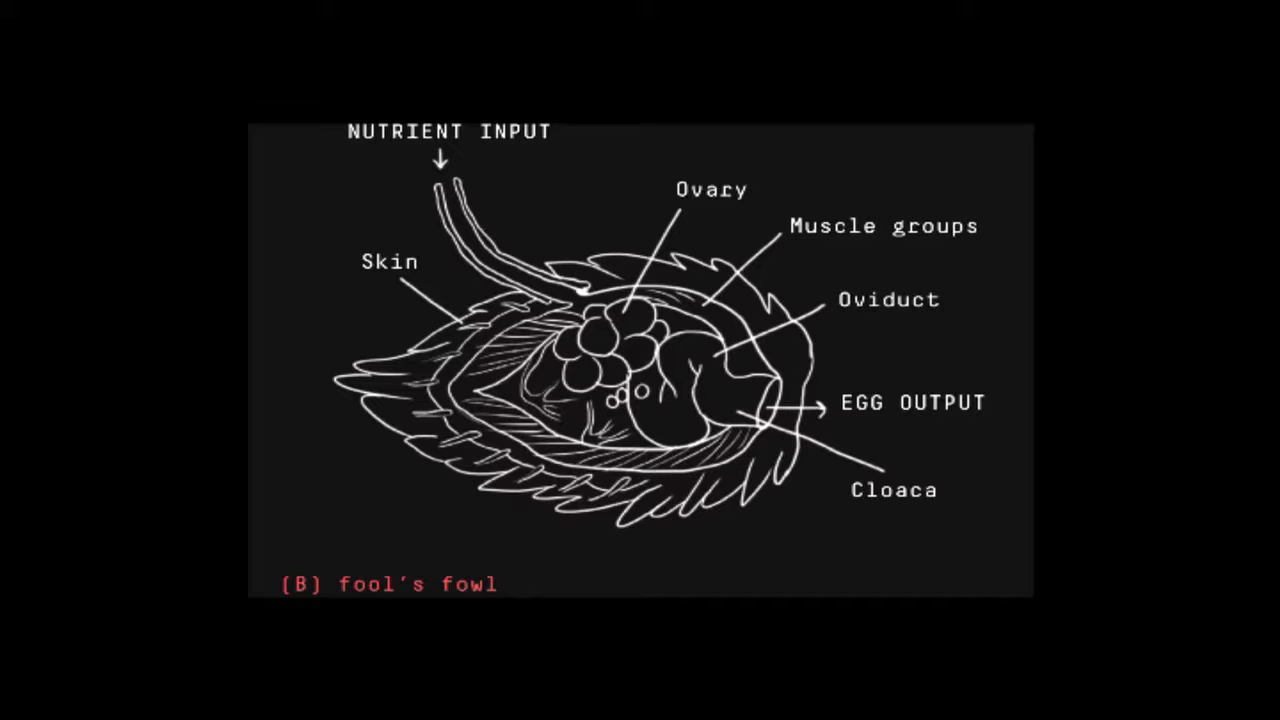 NUTRIENT INPUT
Ovary
Muscle groups
Skin
Oviduct
EGG OUTPUT
Cloaca
(B) fool's fowl